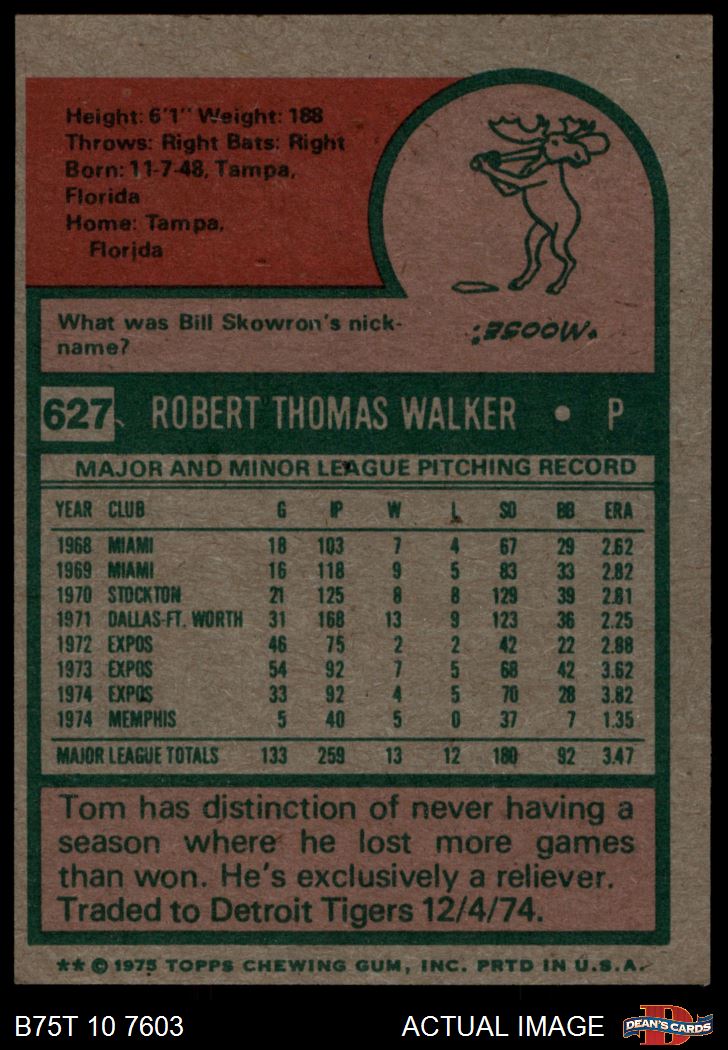 Height: 6'1" Weight: 188
Throws: Right Bats: Right
Born: 11-7-48, Tampa,
Florida
Home: Tampa,
Florida
What was Bill Skowron's nick-
name?
"MOOSE."
627 ROBERT THOMAS WALKER • P
MAJOR AND MINOR LEAGUE PITCHING RECORD
YEAR CLUB G IP W L SO BB ERA
1968 MIAMI 18 103 7 4 67 29 2.62
1969 MIAMI 16 118 9 5 83 33 2.82
1970 STOCKTON 21 125 8 8 129 39 2.81
1971 DALLAS-FT. WORTH 31 168 13 9 123 36 2.25
1972 EXPOS 46 75 2 2 42 22 2.88
1973 EXPOS 54 92 7 5 68 42 3.62
1974 EXPOS 33 92 4 5 70 28 3.82
1974 MEMPHIS 5 40 5 0 37 7 1.35
MAJOR LEAGUE TOTALS 133 259 13 12 180 92 3.47
Tom has distinction of never having a
season where he lost more games
than won. He's exclusively a reliever.
Traded to Detroit Tigers 12/4/74.
** © 1975 TOPPS CHEWING GUM, INC. PRTD IN U.S.A.
B75T 10 7603 ACTUAL IMAGE DEAN'S CARDS